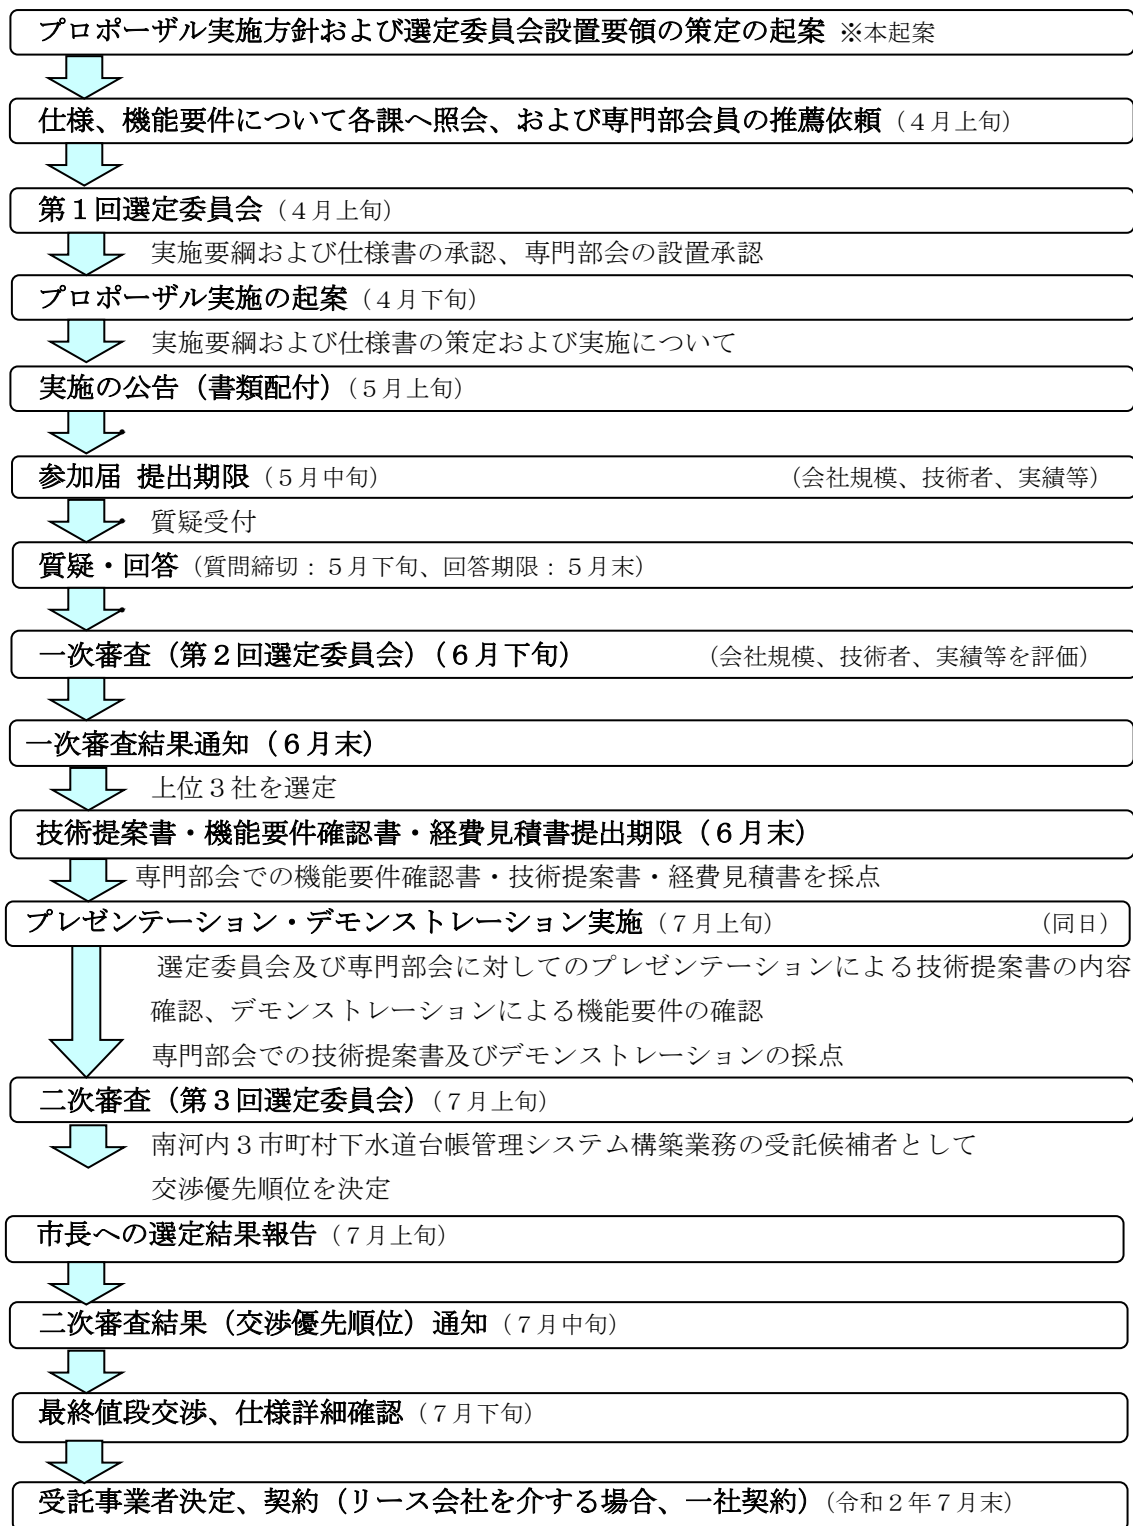 プロポーザル実施方針および選定委員会設置要領の策定の起案 ※本起案
仕様、機能要件について各課へ照会、および専門部会員の推薦依頼(4月上旬)
第1回選定委員会(4月上旬)
実施要綱および仕様書の承認、専門部会の設置承認
プロポーザル実施の起案(4月下旬)
実施要綱および仕様書の策定および実施について
実施の公告(書類配付)(5月上旬)
参加届 提出期限(5月中旬) (会社規模、技術者、実績等)
質疑受付
質疑・回答(質問締切:5月下旬、回答期限:5月末)
一次審査(第2回選定委員会)(6月下旬) (会社規模、技術者、実績等を評価)
一次審査結果通知(6月末)
上位3社を選定
技術提案書・機能要件確認書・経費見積書提出期限(6月末)
専門部会での機能要件確認書・技術提案書・経費見積書を採点
プレゼンテーション・デモンストレーション実施(7月上旬) (同日)
選定委員会及び専門部会に対してのプレゼンテーションによる技術提案書の内容
確認、デモンストレーションによる機能要件の確認
専門部会での技術提案書及びデモンストレーションの採点
二次審査(第3回選定委員会)(7月上旬)
南河内3市町村下水道台帳管理システム構築業務の受託候補者として
交渉優先順位を決定
市長への選定結果報告(7月上旬)
二次審査結果(交渉優先順位)通知(7月中旬)
最終値段交渉、仕様詳細確認(7月下旬)
受託事業者決定、契約(リース会社を介する場合、一社契約)(令和2年7月末)